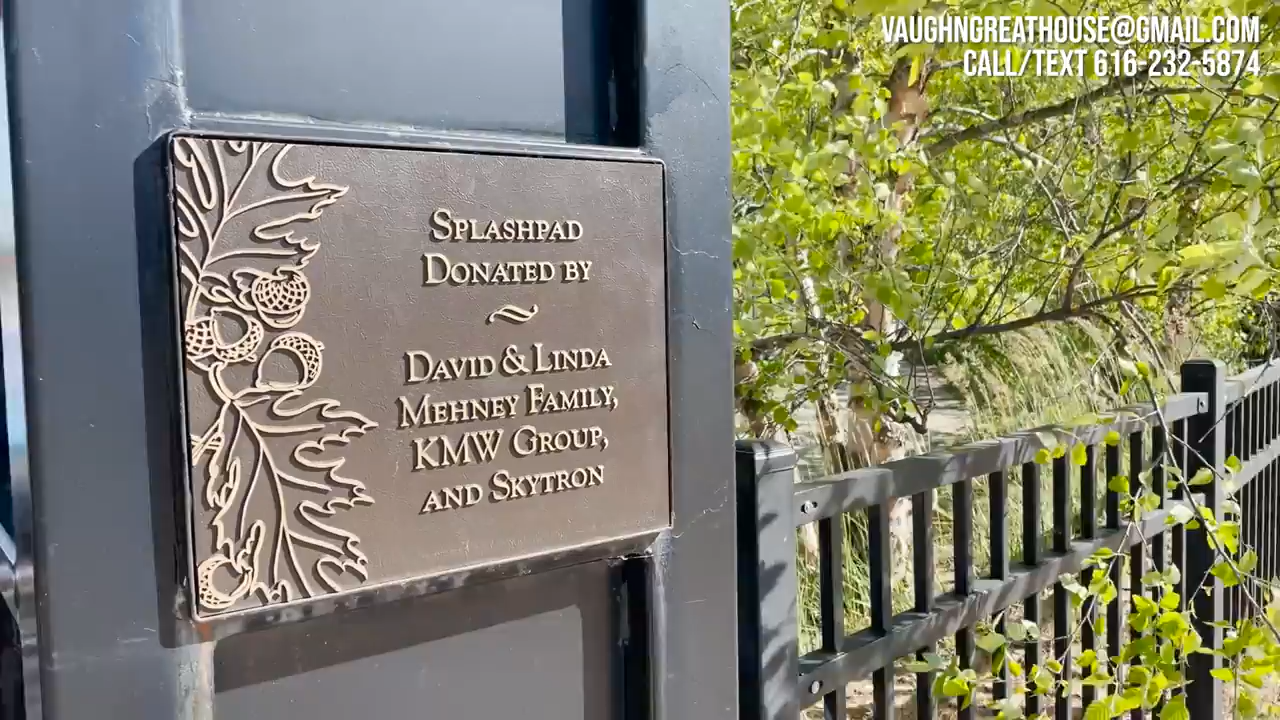 VAUGHNGREATHOUSE@GMAIL.COM
CALL/TEXT 616-232-5874
SPLASHPAD
DONATED BY
DAVID & LINDA
MEHNEY FAMILY,
KMW GROUP,
AND SKYTRON